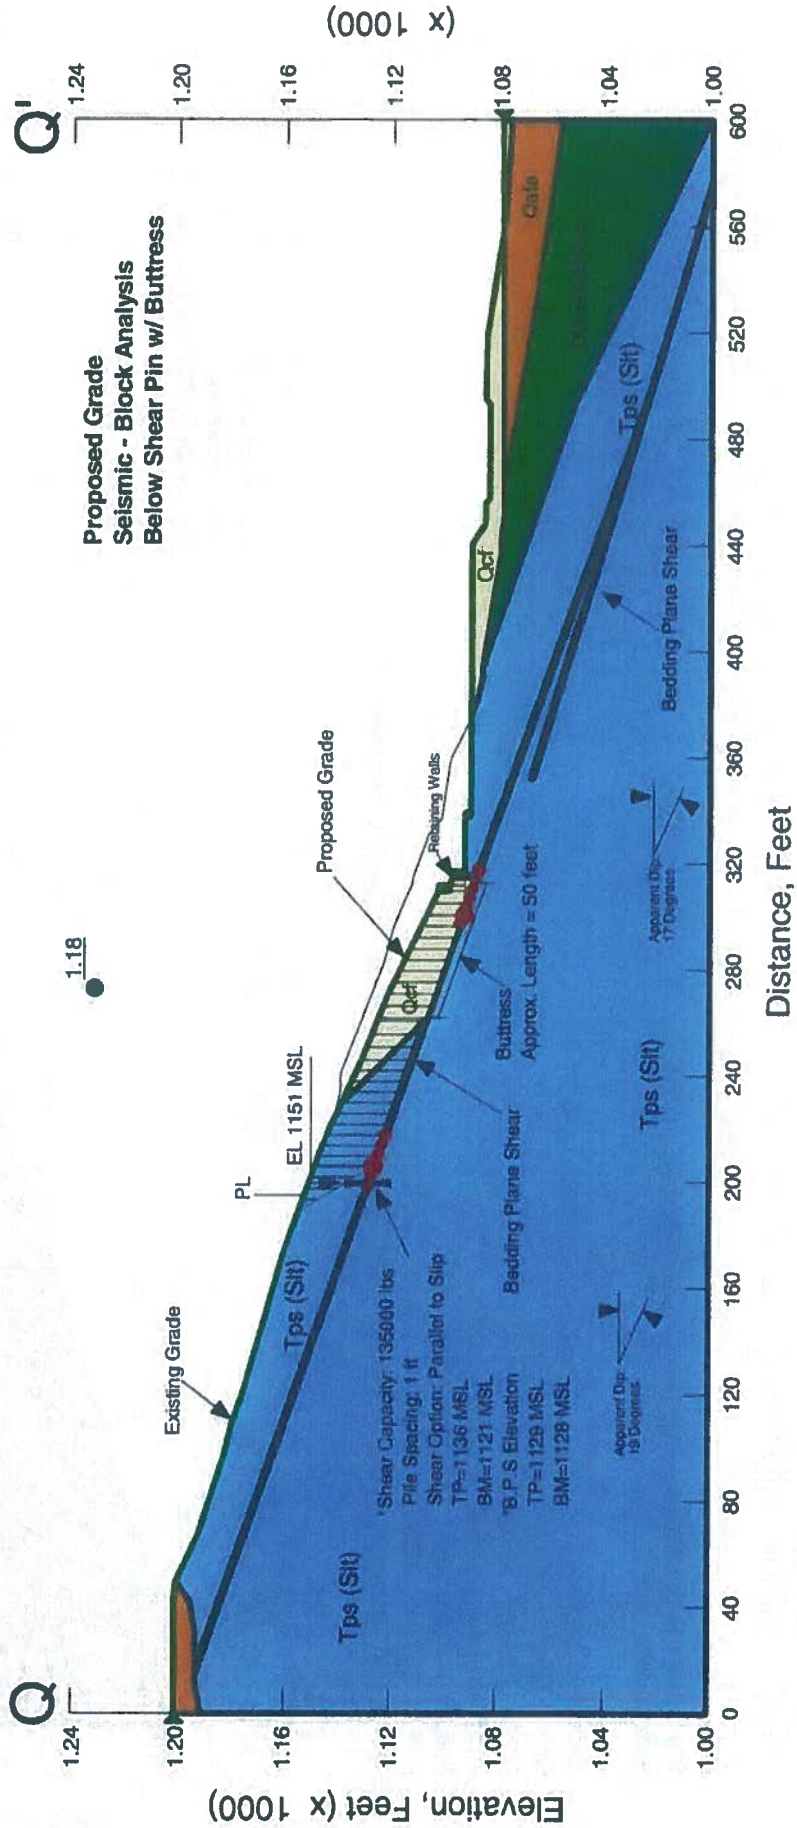 Q
Q'
Proposed Grade
Seismic - Block Analysis
Below Shear Pin w/ Buttress
1.18
Elevation, Feet (x 1000)
1.24
1.20
1.16
1.12
1.08
1.04
1.00
(x 1000)
1.24
1.20
1.16
1.12
1.08
1.04
1.00
Existing Grade
PL
EL 1151 MSL
Proposed Grade
Retaining Walls
Qcf
Qcf
Qafe
Tps (Slt)
Tps (Slt)
Tps (Slt)
Tps (Slt)
*Shear Capacity: 135000 lbs
Pile Spacing: 1 ft
Shear Option: Parallel to Slip
TP=1136 MSL
BM=1121 MSL
*B.P.S Elevation
TP=1129 MSL
BM=1128 MSL
Bedding Plane Shear
Buttress
Approx. Length = 50 feet
Bedding Plane Shear
Apparent Dip
19 Degrees
Apparent Dip
17 Degrees
0
40
80
120
160
200
240
280
320
360
400
440
480
520
560
600
Distance, Feet